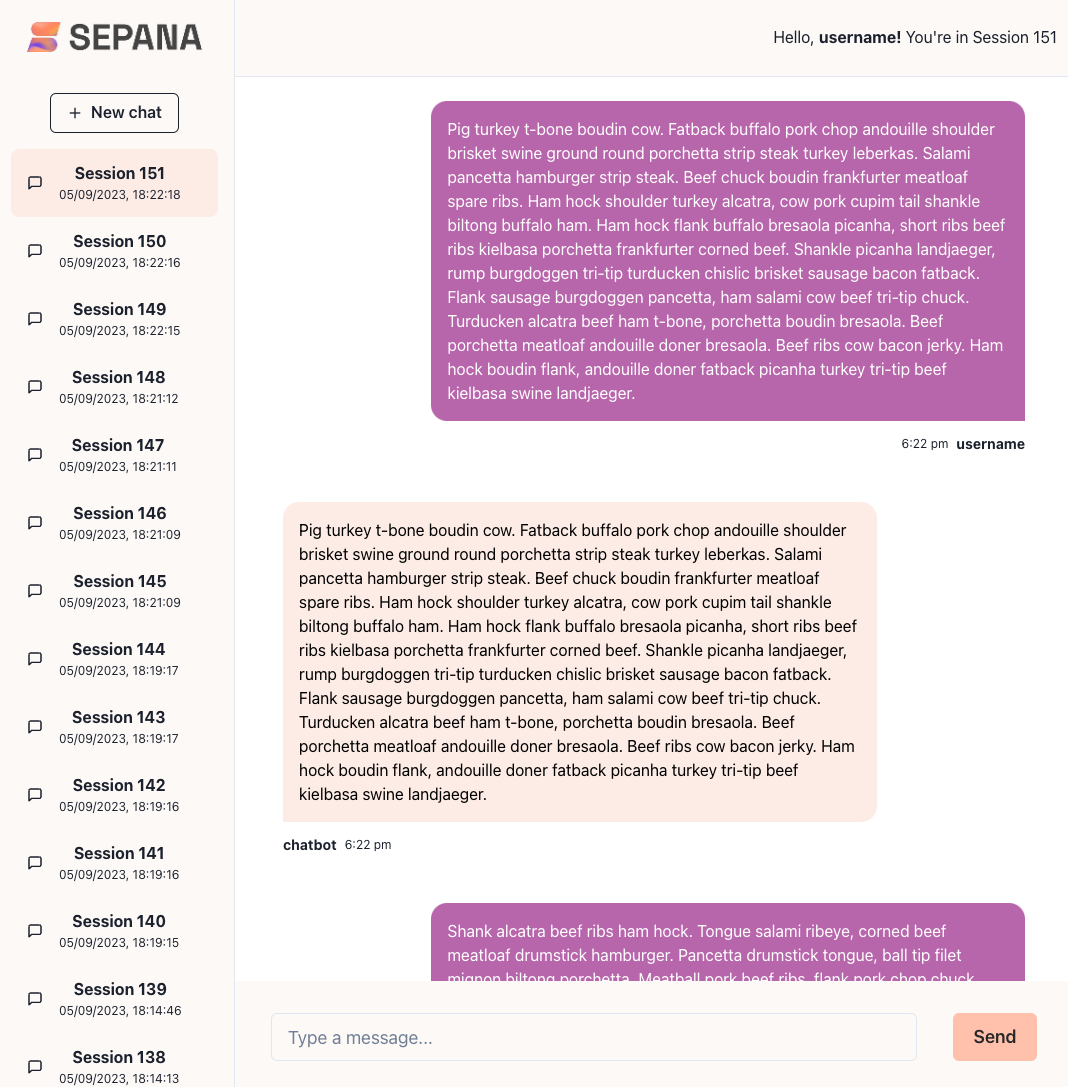 SEPANA
Hello, username! You're in Session 151
New chat
Session 151
05/09/2023, 18:22:18
Session 150
05/09/2023, 18:22:16
Session 149
05/09/2023, 18:22:15
Session 148
05/09/2023, 18:21:12
Session 147
05/09/2023, 18:21:11
Session 146
05/09/2023, 18:21:09
Session 145
05/09/2023, 18:21:09
Session 144
05/09/2023, 18:19:17
Session 143
05/09/2023, 18:19:17
Session 142
05/09/2023, 18:19:16
Session 141
05/09/2023, 18:19:16
Session 140
05/09/2023, 18:19:15
Session 139
05/09/2023, 18:14:46
Session 138
05/09/2023, 18:14:13
Pig turkey t-bone boudin cow. Fatback buffalo pork chop andouille shoulder
brisket swine ground round porchetta strip steak turkey leberkas. Salami
pancetta hamburger strip steak. Beef chuck boudin frankfurter meatloaf
spare ribs. Ham hock shoulder turkey alcatra, cow pork cupim tail shankle
biltong buffalo ham. Ham hock flank buffalo bresaola picanha, short ribs beef
ribs kielbasa porchetta frankfurter corned beef. Shankle picanha landjaeger,
rump burgdoggen tri-tip turducken chislic brisket sausage bacon fatback.
Flank sausage burgdoggen pancetta, ham salami cow beef tri-tip chuck.
Turducken alcatra beef ham t-bone, porchetta boudin bresaola. Beef
porchetta meatloaf andouille doner bresaola. Beef ribs cow bacon jerky. Ham
hock boudin flank, andouille doner fatback picanha turkey tri-tip beef
kielbasa swine landjaeger.
6:22 pm username
Pig turkey t-bone boudin cow. Fatback buffalo pork chop andouille shoulder
brisket swine ground round porchetta strip steak turkey leberkas. Salami
pancetta hamburger strip steak. Beef chuck boudin frankfurter meatloaf
spare ribs. Ham hock shoulder turkey alcatra, cow pork cupim tail shankle
biltong buffalo ham. Ham hock flank buffalo bresaola picanha, short ribs beef
ribs kielbasa porchetta frankfurter corned beef. Shankle picanha landjaeger,
rump burgdoggen tri-tip turducken chislic brisket sausage bacon fatback.
Flank sausage burgdoggen pancetta, ham salami cow beef tri-tip chuck.
Turducken alcatra beef ham t-bone, porchetta boudin bresaola. Beef
porchetta meatloaf andouille doner bresaola. Beef ribs cow bacon jerky. Ham
hock boudin flank, andouille doner fatback picanha turkey tri-tip beef
kielbasa swine landjaeger.
chatbot 6:22 pm
Shank alcatra beef ribs ham hock. Tongue salami ribeye, corned beef
meatloaf drumstick hamburger. Pancetta drumstick tongue, ball tip filet
mignon biltong porchetta. Meatball pork beef ribs, flank pork chop chuck
Type a message...
Send